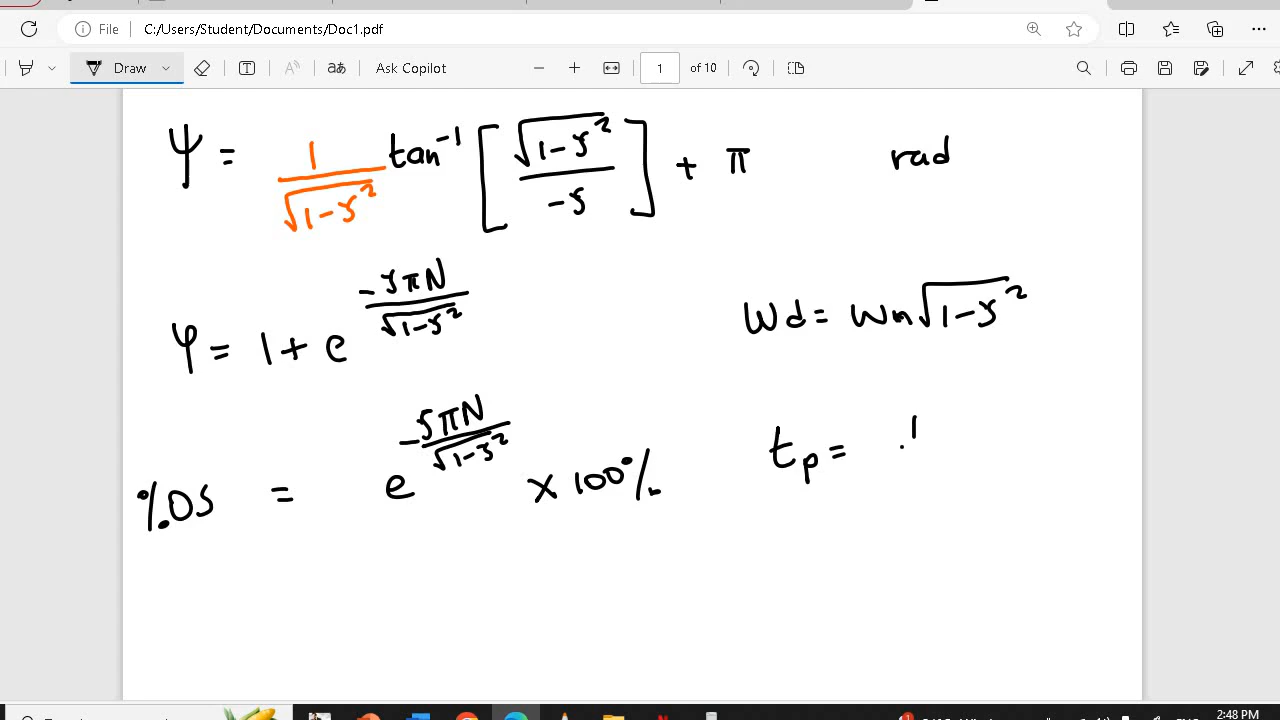 File C:/Users/Student/Documents/Doc1.pdf
Draw Ask Copilot 1 of 10
ψ = 1/√(1-ζ²) tan⁻¹ [√(1-ζ²)/-ζ] + π rad
φ = 1 + e^(-ζπN/√(1-ζ²)) Wd = Wn√(1-ζ²)
%OS = e^(-ζπN/√(1-ζ²)) × 100% tp =
2:48 PM